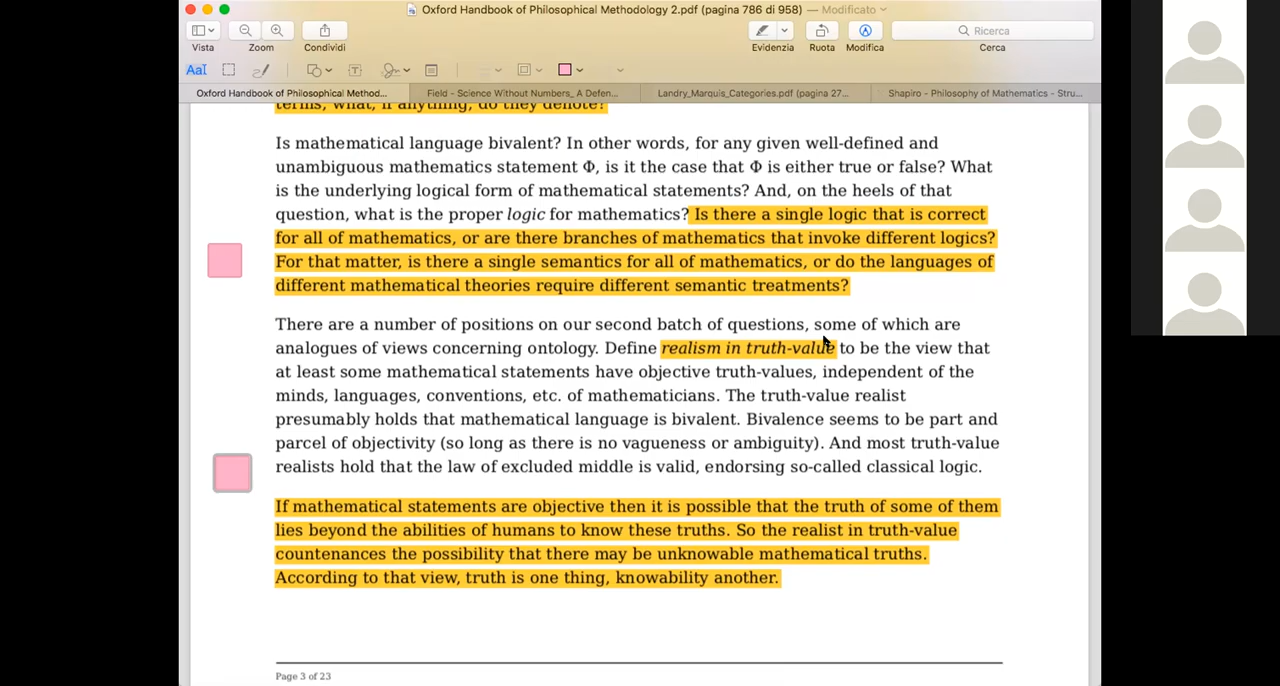 Oxford Handbook of Philosophical Methodology 2.pdf (pagina 786 di 958) — Modificato
Vista
Zoom
Condividi
Evidenzia
Ruota
Modifica
Ricerca
Cerca
AaI
Oxford Handbook of Philosophical Method...
Field - Science Without Numbers_ A Defen...
Landry_Marquis_Categories.pdf (pagina 27...
Shapiro - Philosophy of Mathematics - Stru...
terms, what, if anything, do they denote?
Is mathematical language bivalent? In other words, for any given well-defined and
unambiguous mathematics statement Φ, is it the case that Φ is either true or false? What
is the underlying logical form of mathematical statements? And, on the heels of that
question, what is the proper logic for mathematics? Is there a single logic that is correct
for all of mathematics, or are there branches of mathematics that invoke different logics?
For that matter, is there a single semantics for all of mathematics, or do the languages of
different mathematical theories require different semantic treatments?
There are a number of positions on our second batch of questions, some of which are
analogues of views concerning ontology. Define realism in truth-value to be the view that
at least some mathematical statements have objective truth-values, independent of the
minds, languages, conventions, etc. of mathematicians. The truth-value realist
presumably holds that mathematical language is bivalent. Bivalence seems to be part and
parcel of objectivity (so long as there is no vagueness or ambiguity). And most truth-value
realists hold that the law of excluded middle is valid, endorsing so-called classical logic.
If mathematical statements are objective then it is possible that the truth of some of them
lies beyond the abilities of humans to know these truths. So the realist in truth-value
countenances the possibility that there may be unknowable mathematical truths.
According to that view, truth is one thing, knowability another.
Page 3 of 23